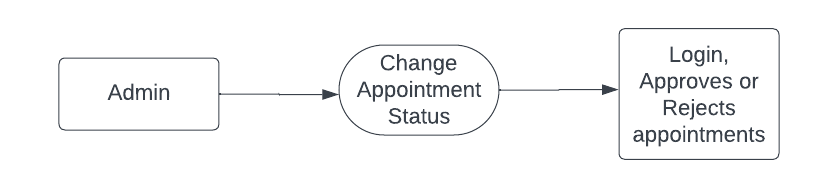 Admin
Change
Appointment
Status
Login,
Approves or
Rejects
appointments